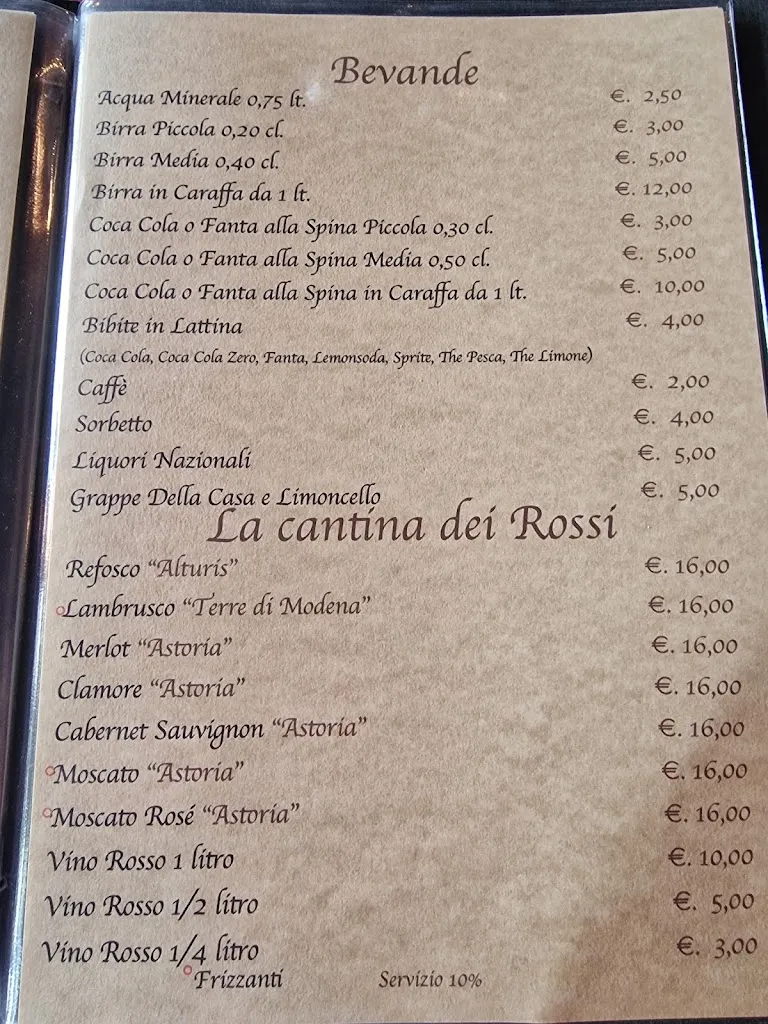 Bevande
Acqua Minerale 0,75 lt. €. 2,50
Birra Piccola 0,20 cl. €. 3,00
Birra Media 0,40 cl. €. 5,00
Birra in Caraffa da 1 lt. €. 12,00
Coca Cola o Fanta alla Spina Piccola 0,30 cl. €. 3,00
Coca Cola o Fanta alla Spina Media 0,50 cl. €. 5,00
Coca Cola o Fanta alla Spina in Caraffa da 1 lt. €. 10,00
Bibite in Lattina €. 4,00
(Coca Cola, Coca Cola Zero, Fanta, Lemonsoda, Sprite, The Pesca, The Limone)
Caffè €. 2,00
Sorbetto €. 4,00
Liquori Nazionali €. 5,00
Grappe Della Casa e Limoncello €. 5,00
La cantina dei Rossi
Refosco "Alturis" €. 16,00
Lambrusco "Terre di Modena" €. 16,00
Merlot "Astoria" €. 16,00
Clamore "Astoria" €. 16,00
Cabernet Sauvignon "Astoria" €. 16,00
Moscato "Astoria" €. 16,00
Moscato Rosé "Astoria" €. 16,00
Vino Rosso 1 litro €. 10,00
Vino Rosso 1/2 litro €. 5,00
Vino Rosso 1/4 litro €. 3,00
Frizzanti Servizio 10%